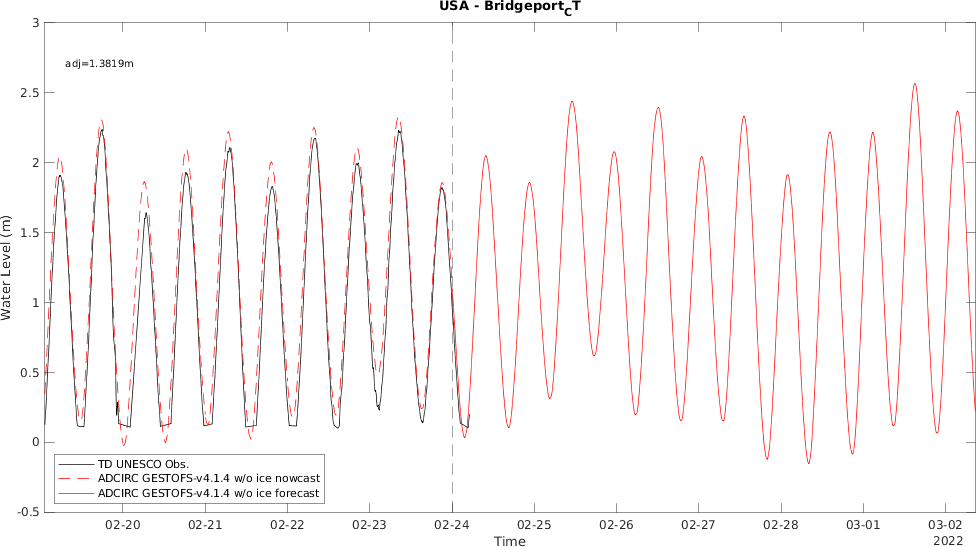 USA - Bridgeport_CT
adj=1.3819m
3
2.5
2
1.5
1
0.5
0
-0.5
Water Level (m)
TD UNESCO Obs.
ADCIRC GESTOFS-v4.1.4 w/o ice nowcast
ADCIRC GESTOFS-v4.1.4 w/o ice forecast
02-20 02-21 02-22 02-23 02-24 02-25 02-26 02-27 02-28 03-01 03-02
Time 2022